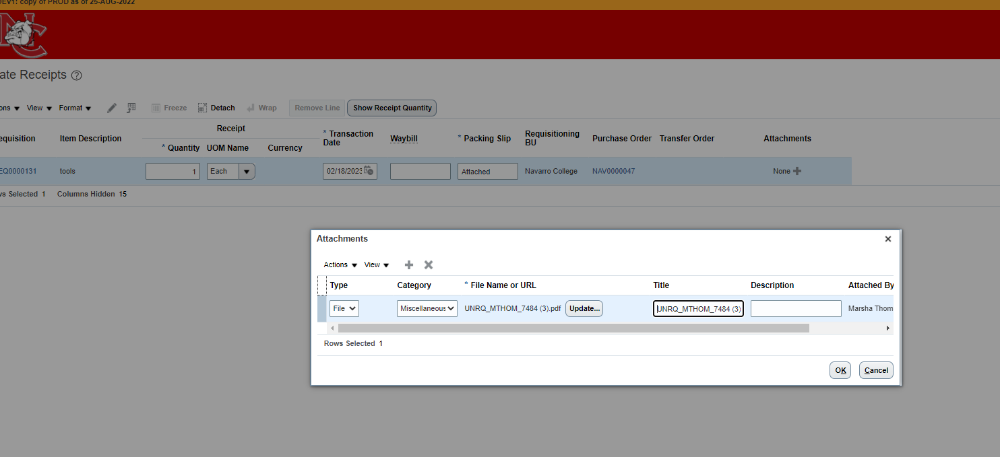 DEV1: copy of PROD as of 25-AUG-2022
NC
ate Receipts ?
ons View Format Freeze Detach Wrap Remove Line Show Receipt Quantity
equisition Item Description Receipt * Quantity UOM Name Currency * Transaction Date Waybill * Packing Slip Requisitioning BU Purchase Order Transfer Order Attachments
EQ0000131 tools 1 Each 02/18/2023 Attached Navarro College NAV0000047 None
vs Selected 1 Columns Hidden 15
Attachments
Actions View
Type Category * File Name or URL Title Description Attached By
File Miscellaneous UNRQ_MTHOM_7484 (3).pdf Update... UNRQ_MTHOM_7484 (3) Marsha Thom
Rows Selected 1
OK Cancel